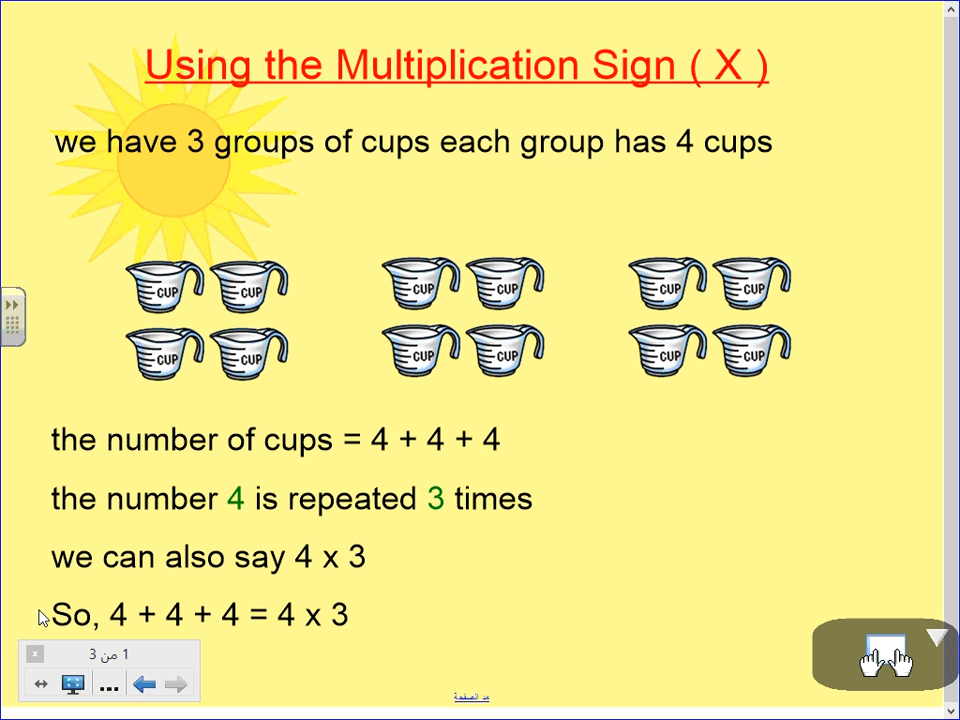 Using the Multiplication Sign ( X )
we have 3 groups of cups each group has 4 cups
CUP CUP CUP CUP CUP CUP
CUP CUP CUP CUP CUP CUP
the number of cups = 4 + 4 + 4
the number 4 is repeated 3 times
we can also say 4 x 3
So, 4 + 4 + 4 = 4 x 3
x 1 من 3
...
مد الصفحة